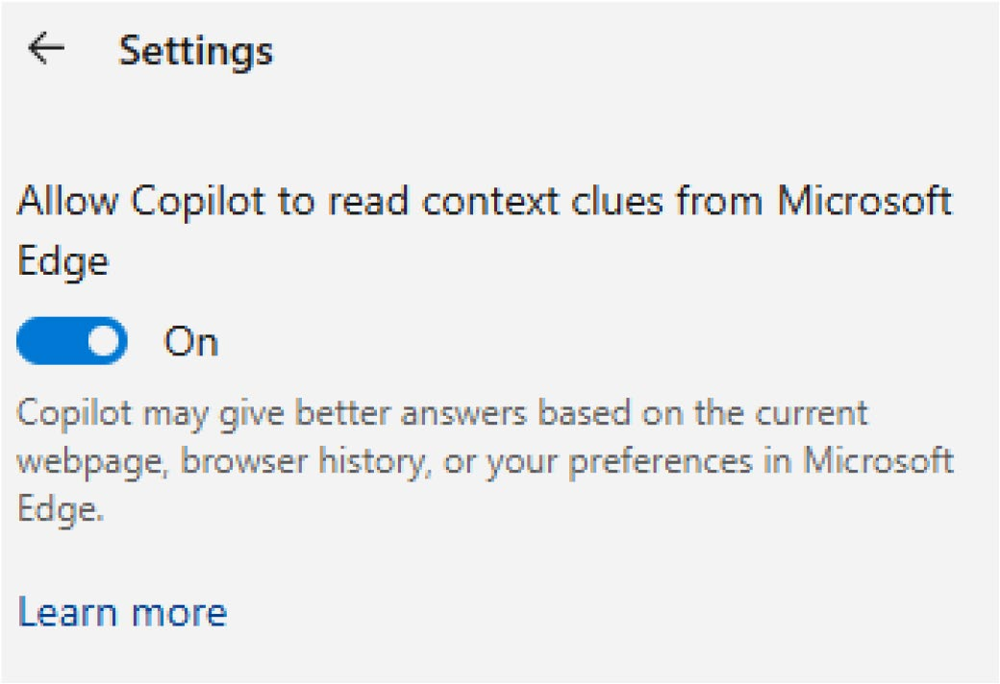 Settings
Allow Copilot to read context clues from Microsoft
Edge
On
Copilot may give better answers based on the current
webpage, browser history, or your preferences in Microsoft
Edge.
Learn more